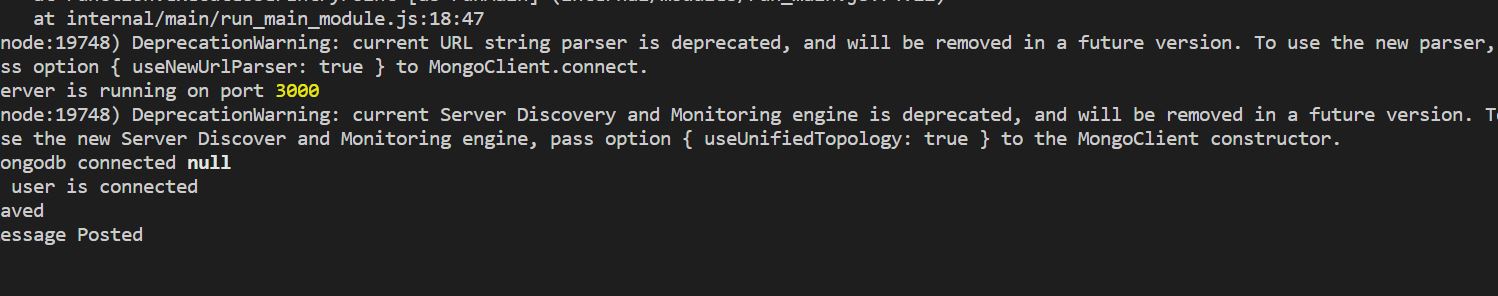 at internal/main/run_main_module.js:18:47
node:19748) DeprecationWarning: current URL string parser is deprecated, and will be removed in a future version. To use the new parser,
ss option { useNewUrlParser: true } to MongoClient.connect.
erver is running on port 3000
node:19748) DeprecationWarning: current Server Discovery and Monitoring engine is deprecated, and will be removed in a future version. T
se the new Server Discover and Monitoring engine, pass option { useUnifiedTopology: true } to the MongoClient constructor.
ongodb connected null
user is connected
aved
essage Posted